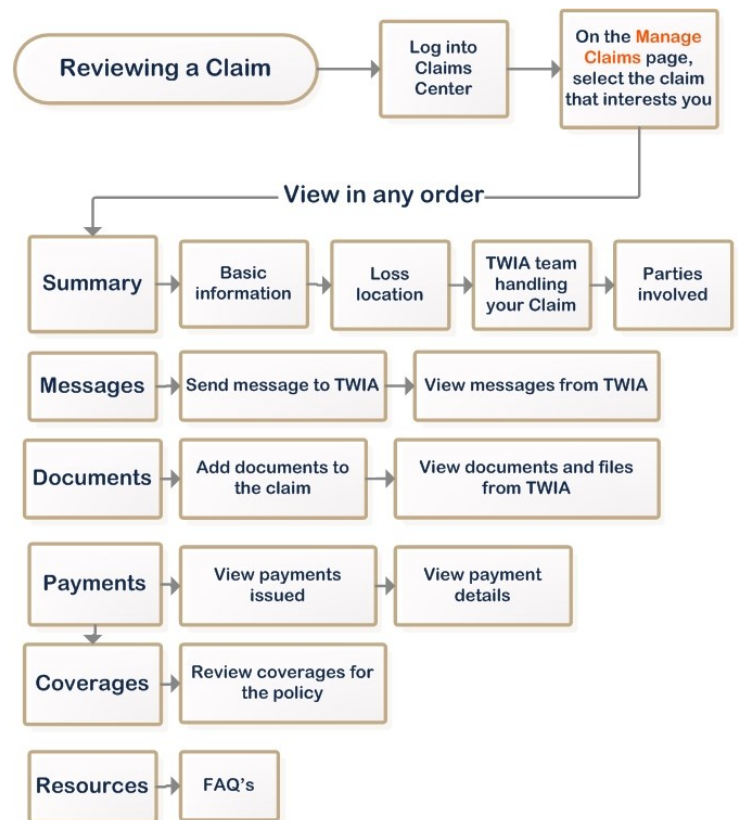 Reviewing a Claim
Log into
Claims
Center
On the Manage
Claims page,
select the claim
that interests you
View in any order
Summary
Basic
information
Loss
location
TWIA team
handling
your Claim
Parties
involved
Messages
Send message to TWIA
View messages from TWIA
Documents
Add documents to
the claim
View documents and files
from TWIA
Payments
View payments
issued
View payment
details
Coverages
Review coverages for
the policy
Resources
FAQ's